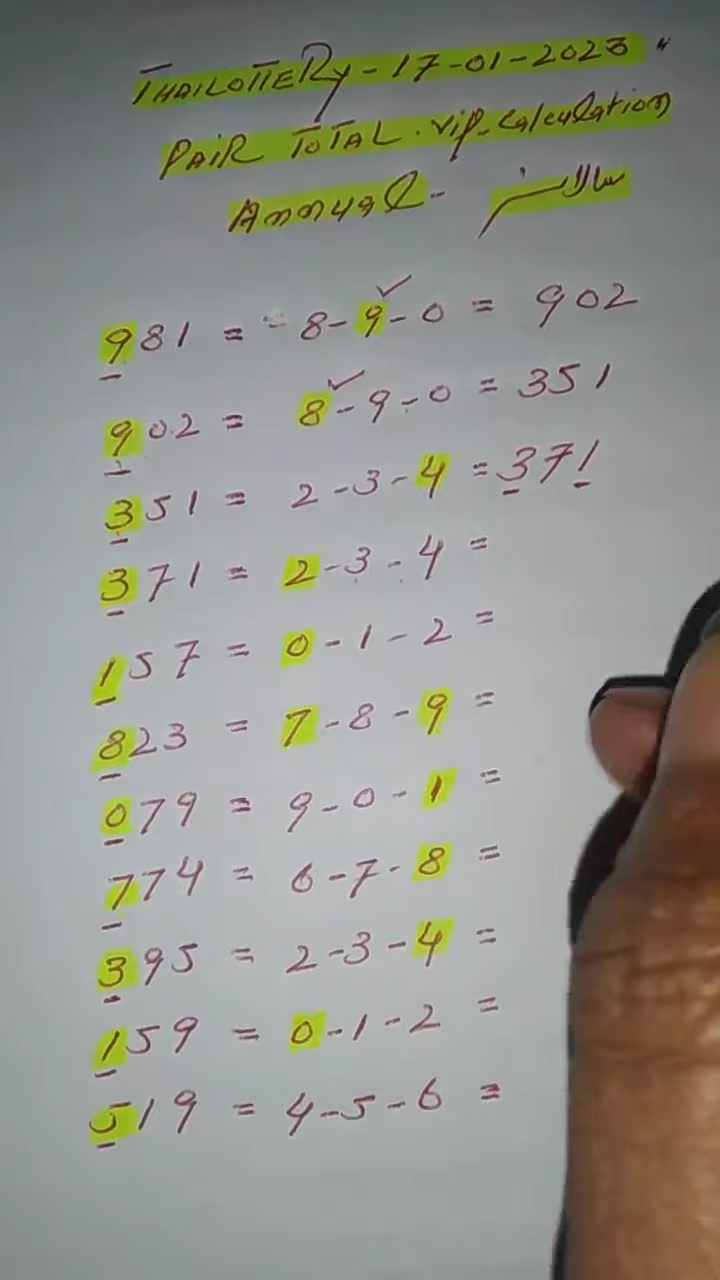 THAILOTTERY-17-01-2023 "
PAIR TOTAL. vip-calculation
Annual- سالانہ
981 = - 8-9-0 = 902
902 = 8-9-0 = 351
351 = 2-3-4 = 371
371 = 2-3-4 =
157 = 0-1-2 =
823 = 7-8-9 =
079 = 9-0-1 =
774 = 6-7-8 =
395 = 2-3-4 =
159 = 0-1-2 =
519 = 4-5-6 =